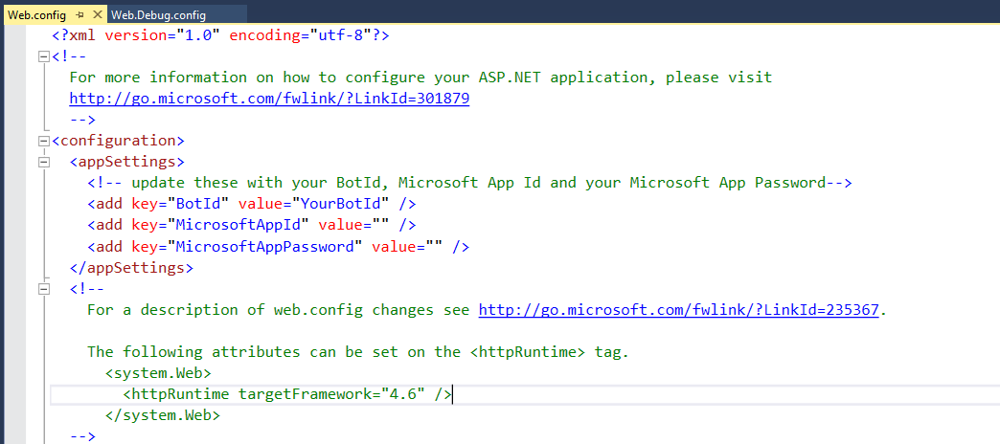 Web.config Web.Debug.config
<?xml version="1.0" encoding="utf-8"?>
<!--
For more information on how to configure your ASP.NET application, please visit
http://go.microsoft.com/fwlink/?LinkId=301879
-->
<configuration>
<appSettings>
<!-- update these with your BotId, Microsoft App Id and your Microsoft App Password-->
<add key="BotId" value="YourBotId" />
<add key="MicrosoftAppId" value="" />
<add key="MicrosoftAppPassword" value="" />
</appSettings>
<!--
For a description of web.config changes see http://go.microsoft.com/fwlink/?LinkId=235367.
The following attributes can be set on the <httpRuntime> tag.
<system.Web>
<httpRuntime targetFramework="4.6" />
</system.Web>
-->